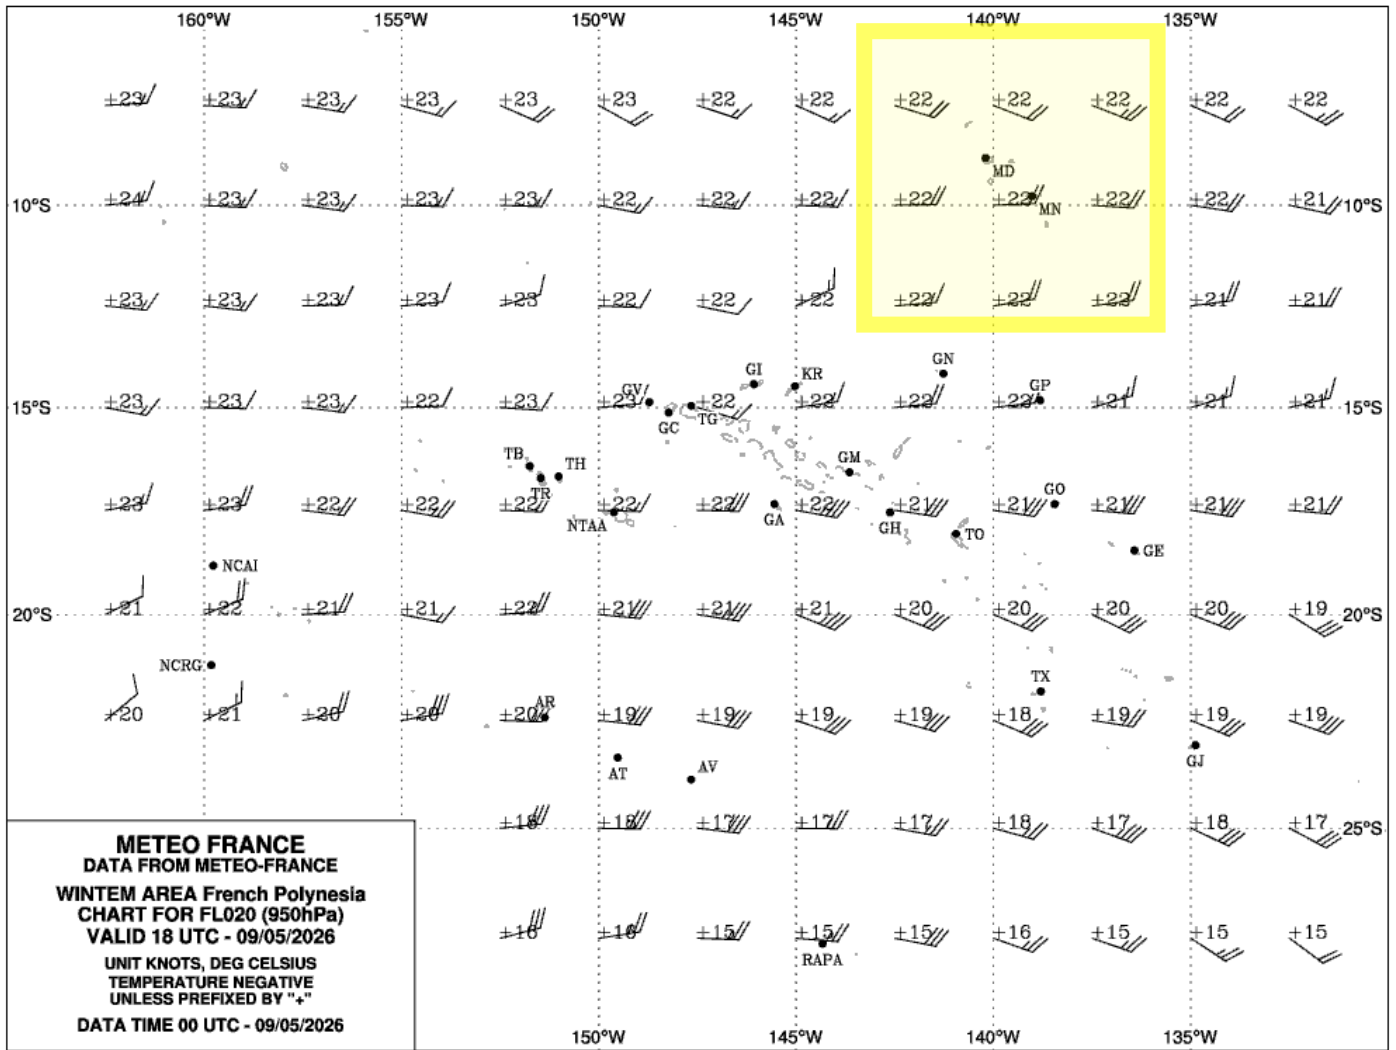 160°W 155°W 150°W 145°W 140°W 135°W
+23 +23 +23 +23 +23 +23 +22 +22 +22 +22 +22 +22 +22
MD
10°S +24 +23 +23 +23 +23 +22 +22 +22 +22 +22 +22 +22 +21 10°S
MN
+23 +23 +23 +23 +23 +22 +22 +22 +22 +22 +22 +21 +21
GN
GI KR
GV GP
15°S +23 +23 +23 +22 +23 +23 +22 +22 +22 +22 +21 +21 +21 15°S
GC TG
TB TH GM
TR GO
+23 +23 +22 +22 +22 +22 +22 +22 +21 +21 +21 +21 +21
NTAA GA GH TO
GE
NCAI
20°S +21 +22 +21 +21 +22 +21 +21 +21 +20 +20 +20 +20 +19 20°S
NCRG
TX
AR
+20 +21 +20 +20 +20 +19 +19 +19 +19 +18 +19 +19 +19
GJ
AT AV
+18 +18 +17 +17 +17 +18 +17 +18 +17 25°S
+16 +16 +15 +15 +15 +16 +15 +15 +15
RAPA
METEO FRANCE
DATA FROM METEO-FRANCE
WINTEM AREA French Polynesia
CHART FOR FL020 (950hPa)
VALID 18 UTC - 09/05/2026
UNIT KNOTS, DEG CELSIUS
TEMPERATURE NEGATIVE
UNLESS PREFIXED BY "+"
DATA TIME 00 UTC - 09/05/2026
150°W 145°W 140°W 135°W